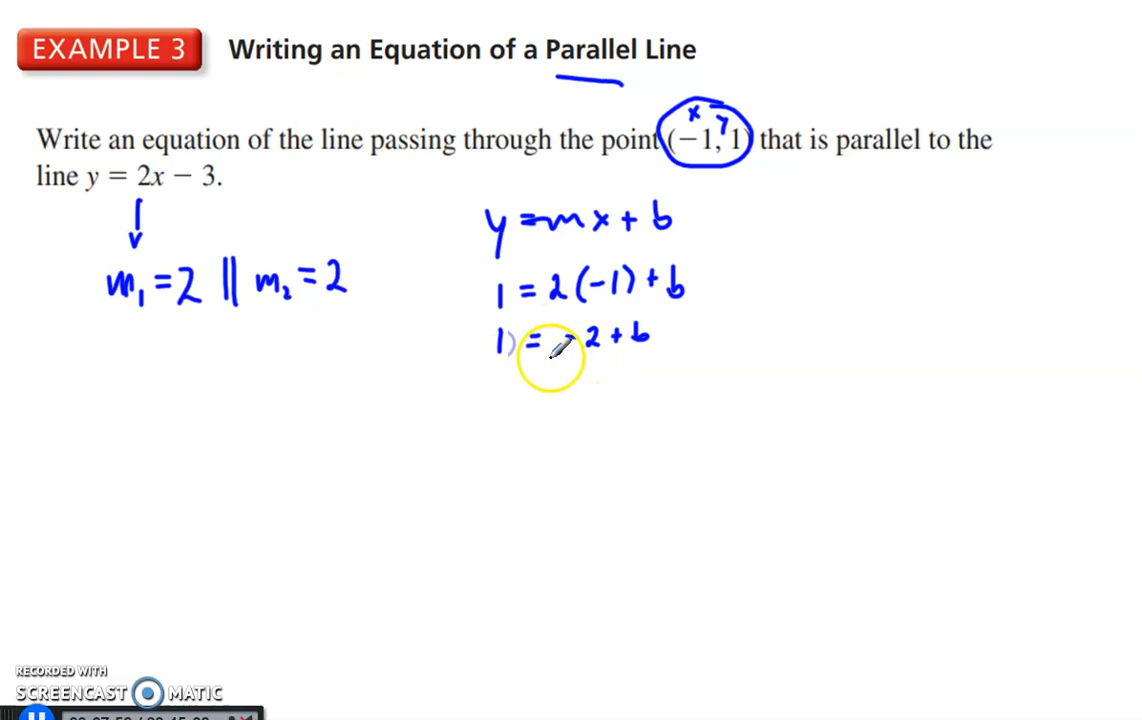 EXAMPLE 3 Writing an Equation of a Parallel Line
x y
Write an equation of the line passing through the point (−1, 1) that is parallel to the
line y = 2x − 3.
y = mx + b
m₁ = 2 || m₂ = 2
1 = 2(-1) + b
1 = -2 + b
RECORDED WITH
SCREENCAST MATIC